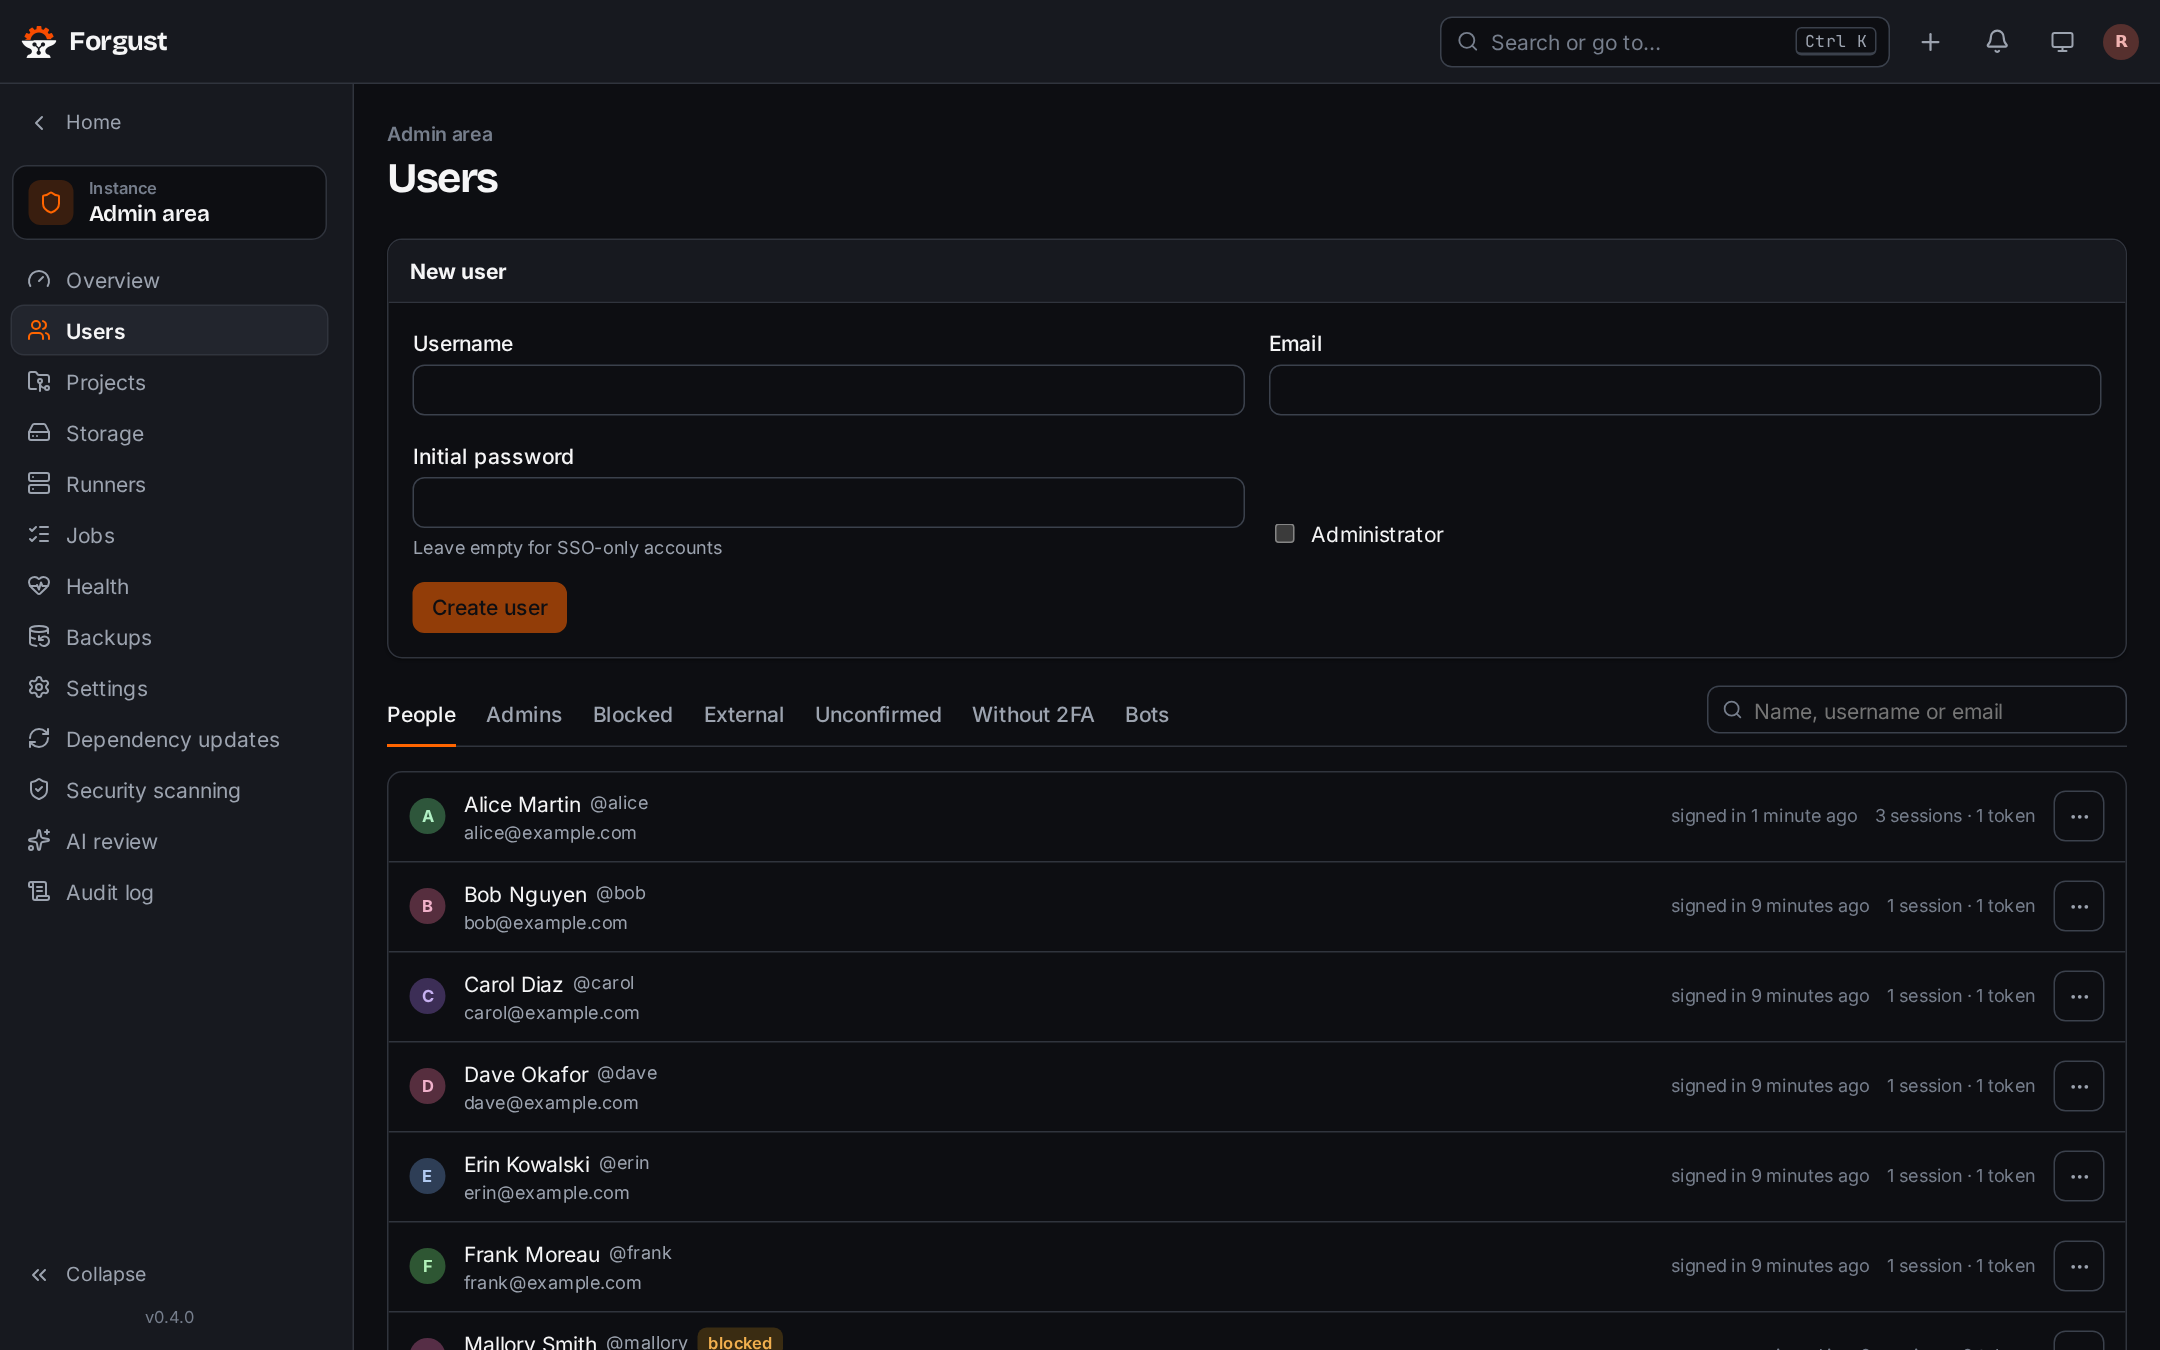 Forgust
Search or go to...
Ctrl K
R
Home
Instance
Admin area
Overview
Users
Projects
Storage
Runners
Jobs
Health
Backups
Settings
Dependency updates
Security scanning
AI review
Audit log
Collapse
v0.4.0
Admin area
Users
New user
Username
Email
Initial password
Leave empty for SSO-only accounts
Administrator
Create user
People Admins Blocked External Unconfirmed Without 2FA Bots
Name, username or email
A
Alice Martin @alice
alice@example.com
signed in 1 minute ago 3 sessions · 1 token
B
Bob Nguyen @bob
bob@example.com
signed in 9 minutes ago 1 session · 1 token
C
Carol Diaz @carol
carol@example.com
signed in 9 minutes ago 1 session · 1 token
D
Dave Okafor @dave
dave@example.com
signed in 9 minutes ago 1 session · 1 token
E
Erin Kowalski @erin
erin@example.com
signed in 9 minutes ago 1 session · 1 token
F
Frank Moreau @frank
frank@example.com
signed in 9 minutes ago 1 session · 1 token
Mallory Smith @mallory blocked